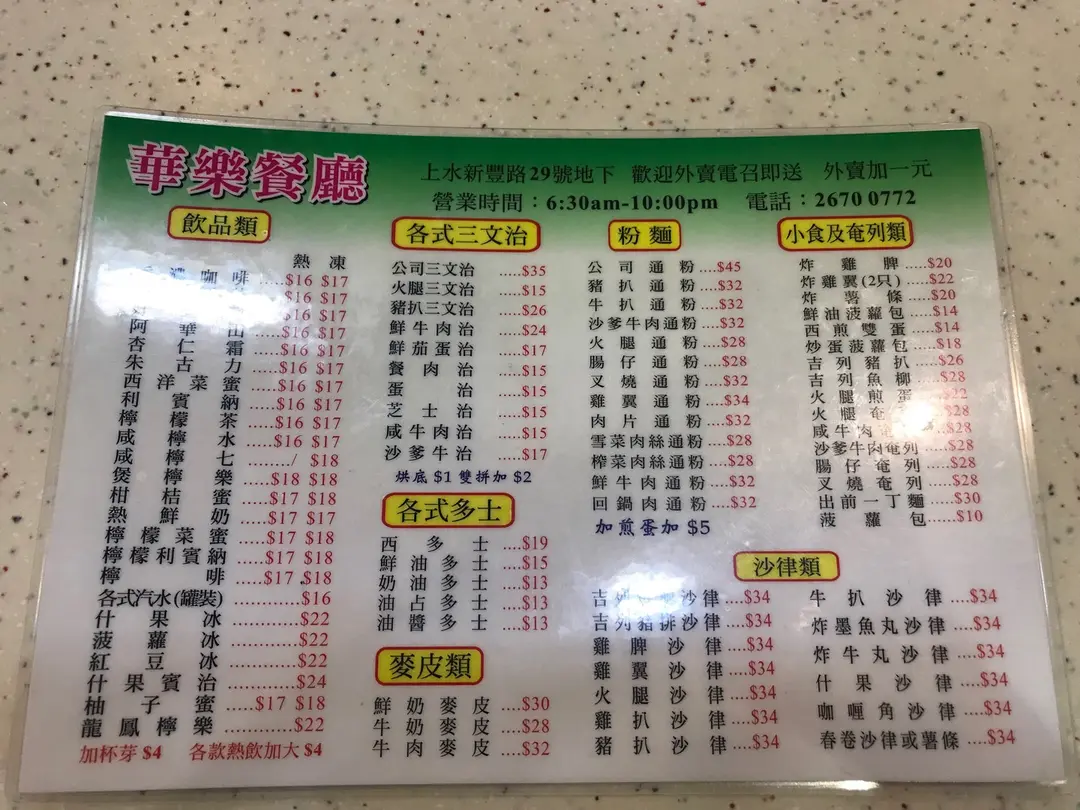 華樂餐廳
上水新豐路29號地下 歡迎外賣電召即送 外賣加一元
營業時間：6:30am-10:00pm 電話：2670 0772
飲品類
熱 凍
咖啡 ......$16 $17
$16 $17
$16 $17
阿華田 ......$16 $17
杏仁霜 ......$16 $17
朱古力 ......$16 $17
西洋菜蜜 ......$16 $17
利賓納 ......$16 $17
檸檬茶 ......$16 $17
咸檸水 ......$16 $17
咸檸七 ......../ $18
煲檸樂 ......$18 $18
柑桔蜜 ......$17 $18
熱鮮奶 ......$17 $17
檸檬菜蜜 ......$17 $18
檸檬利賓納 ......$17 $18
檸啡 ......$17 $18
各式汽水(罐裝) ............$16
什果冰 ............$22
菠蘿冰 ............$22
紅豆冰 ............$22
什果賓治 ............$24
柚子蜜 ......$17 $18
龍鳳檸樂 ............$22
加杯芽 $4 各款熱飲加大 $4
各式三文治
公司三文治 .....$35
火腿三文治 .....$15
豬扒三文治 .....$26
鮮牛肉治 .....$24
鮮茄蛋治 .....$17
餐肉治 .....$15
蛋治 .....$15
芝士治 .....$15
咸牛肉治 .....$15
沙爹牛治 .....$17
烘底 $1 雙拼加 $2
各式多士
西多士 ....$19
鮮油多士 ....$15
奶油多士 ....$13
油占多士 ....$13
油醬多士 ....$13
麥皮類
鮮奶麥皮 ....$30
牛奶麥皮 ....$28
牛肉麥皮 ....$32
粉麵
公司通粉 ....$45
豬扒通粉 ....$32
牛扒通粉 ....$32
沙爹牛肉通粉 ....$32
火腿通粉 ....$28
腸仔通粉 ....$28
叉燒通粉 ....$32
雞翼通粉 ....$34
肉片通粉 ....$32
雪菜肉絲通粉 ....$28
榨菜肉絲通粉 ....$28
鮮牛肉通粉 ....$32
回鍋肉通粉 ....$32
加煎蛋加 $5
小食及奄列類
炸雞脾 .....$20
炸雞翼(2只) .....$22
炸薯條 .....$20
鮮油菠蘿包 .....$14
西煎雙蛋 .....$14
炒蛋菠蘿包 .....$18
吉列豬扒 .....$26
吉列魚柳 .....$28
火腿煎蛋
火腿奄 $28
咸牛肉 $28
沙爹牛肉奄列 ....$28
腸仔奄列 .....$28
叉燒奄列 .....$28
出前一丁麵 .....$30
菠蘿包 ......$10
沙律類
吉列 沙律 ....$34
吉列豬排沙律 ....$34
雞脾沙律 ....$34
雞翼沙律 ....$34
火腿沙律 ....$34
雞扒沙律 ....$34
豬扒沙律 ....$34
牛扒沙律 ....$34
炸墨魚丸沙律 ....$34
炸牛丸沙律 ....$34
什果沙律 ....$34
咖喱角沙律 ....$34
春卷沙律或薯條 ....$34